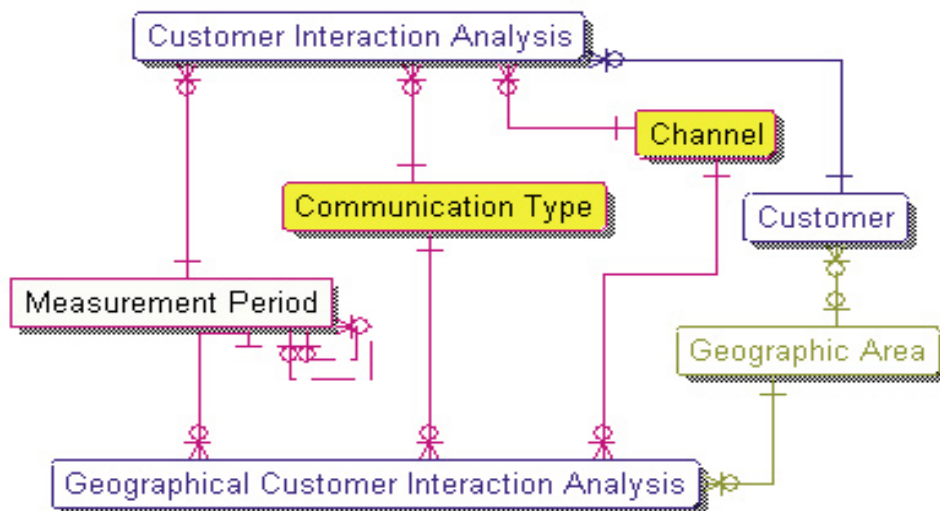 Customer Interaction Analysis
Channel
Communication Type
Customer
Measurement Period
Geographic Area
Geographical Customer Interaction Analysis